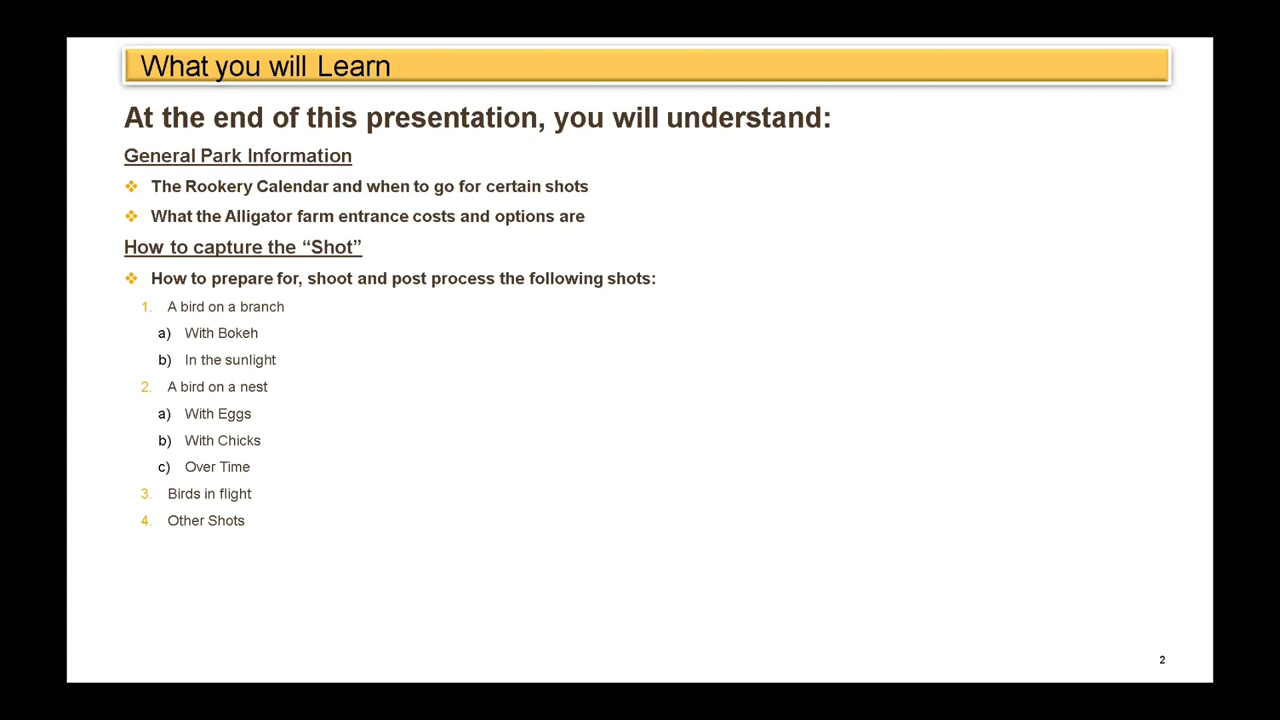 What you will Learn
At the end of this presentation, you will understand:
General Park Information
❖ The Rookery Calendar and when to go for certain shots
❖ What the Alligator farm entrance costs and options are
How to capture the “Shot”
❖ How to prepare for, shoot and post process the following shots:
1. A bird on a branch
a) With Bokeh
b) In the sunlight
2. A bird on a nest
a) With Eggs
b) With Chicks
c) Over Time
3. Birds in flight
4. Other Shots
2